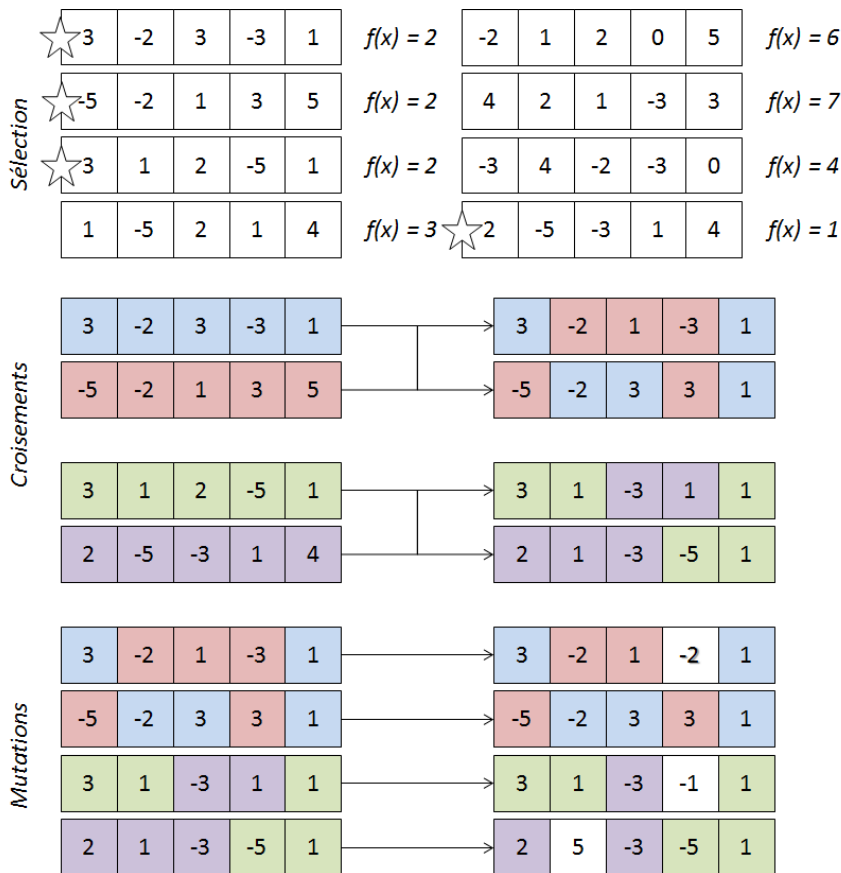 Sélection
3 -2 3 -3 1 f(x) = 2 -2 1 2 0 5 f(x) = 6
-5 -2 1 3 5 f(x) = 2 4 2 1 -3 3 f(x) = 7
3 1 2 -5 1 f(x) = 2 -3 4 -2 -3 0 f(x) = 4
1 -5 2 1 4 f(x) = 3 2 -5 -3 1 4 f(x) = 1
Croisements
3 -2 3 -3 1 3 -2 1 -3 1
-5 -2 1 3 5 -5 -2 3 3 1
3 1 2 -5 1 3 1 -3 1 1
2 -5 -3 1 4 2 1 -3 -5 1
Mutations
3 -2 1 -3 1 3 -2 1 -2 1
-5 -2 3 3 1 -5 -2 3 3 1
3 1 -3 1 1 3 1 -3 -1 1
2 1 -3 -5 1 2 5 -3 -5 1